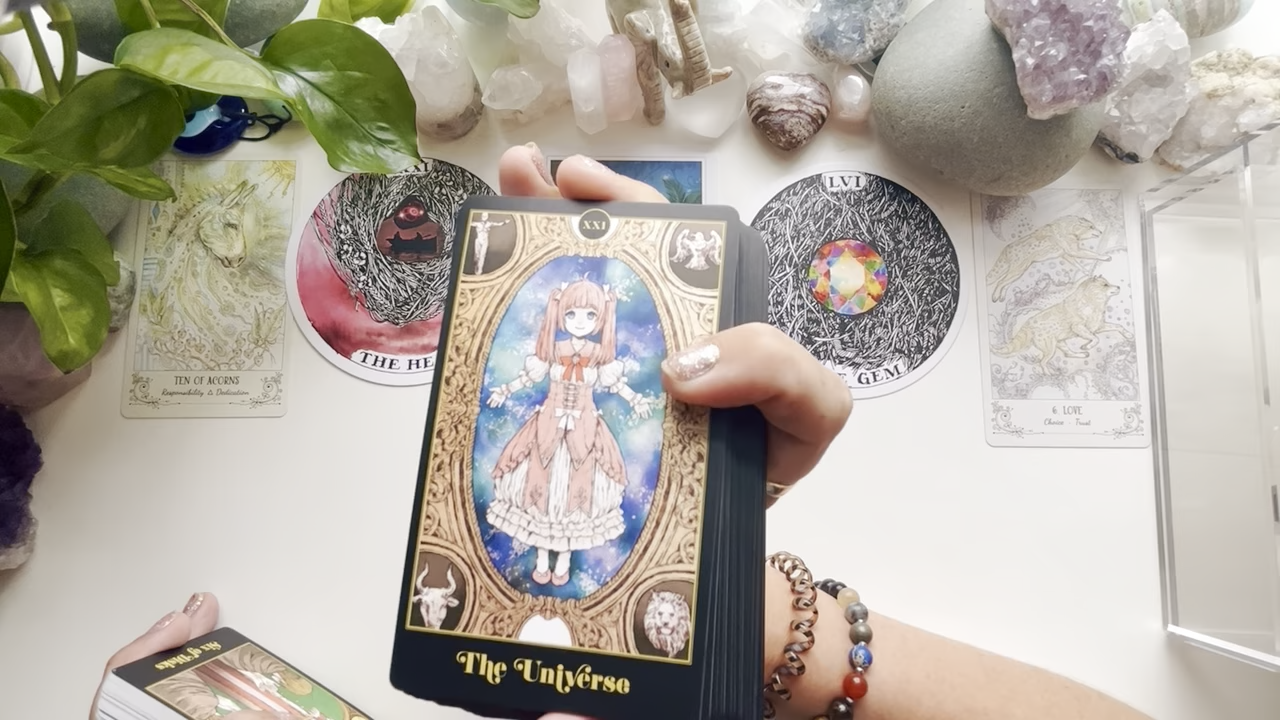 TEN OF ACORNS
Responsibility & Dedication
THE HE
LVI
GEM
6. LOVE
Choice - Trust
XXI
The Universe